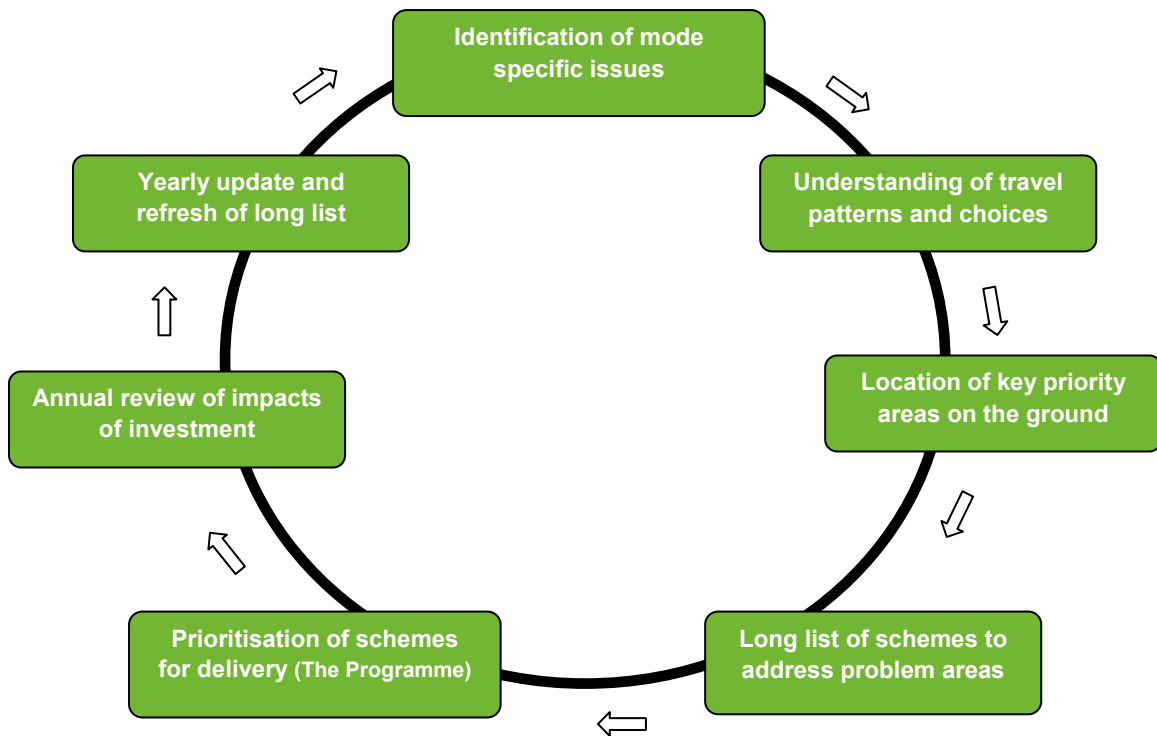 Identification of mode
specific issues
Understanding of travel
patterns and choices
Location of key priority
areas on the ground
Long list of schemes to
address problem areas
Prioritisation of schemes
for delivery (The Programme)
Annual review of impacts
of investment
Yearly update and
refresh of long list